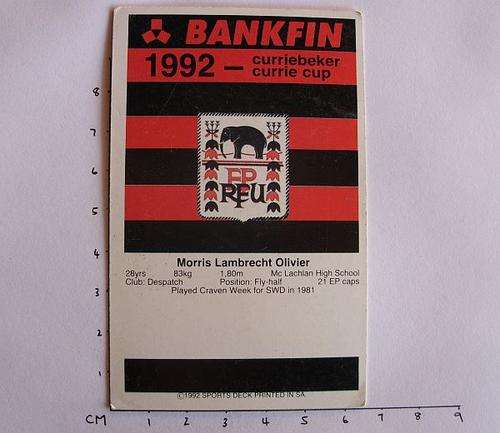 BANKFIN
1992 — curriebeker
currie cup
EP
RFU
Morris Lambrecht Olivier
28yrs 83kg 1,80m Mc Lachlan High School
Club: Despatch Position: Fly-half 21 EP caps
Played Craven Week for SWD in 1981
©1992 SPORTS DECK PRINTED IN SA
8
7
6
5
4
3
2
1
CM 1 2 3 4 5 6 7 8 9